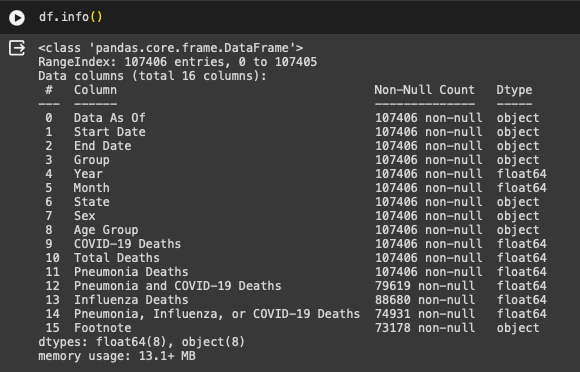 df.info()
<class 'pandas.core.frame.DataFrame'>
RangeIndex: 107406 entries, 0 to 107405
Data columns (total 16 columns):
 #   Column                                    Non-Null Count   Dtype
---  ------                                    --------------   -----
 0   Data As Of                                107406 non-null  object
 1   Start Date                                107406 non-null  object
 2   End Date                                  107406 non-null  object
 3   Group                                     107406 non-null  object
 4   Year                                      107406 non-null  float64
 5   Month                                     107406 non-null  float64
 6   State                                     107406 non-null  object
 7   Sex                                       107406 non-null  object
 8   Age Group                                 107406 non-null  object
 9   COVID-19 Deaths                           107406 non-null  float64
 10  Total Deaths                              107406 non-null  float64
 11  Pneumonia Deaths                          107406 non-null  float64
 12  Pneumonia and COVID-19 Deaths             79619 non-null   float64
 13  Influenza Deaths                          88680 non-null   float64
 14  Pneumonia, Influenza, or COVID-19 Deaths  74931 non-null   float64
 15  Footnote                                  73178 non-null   object
dtypes: float64(8), object(8)
memory usage: 13.1+ MB